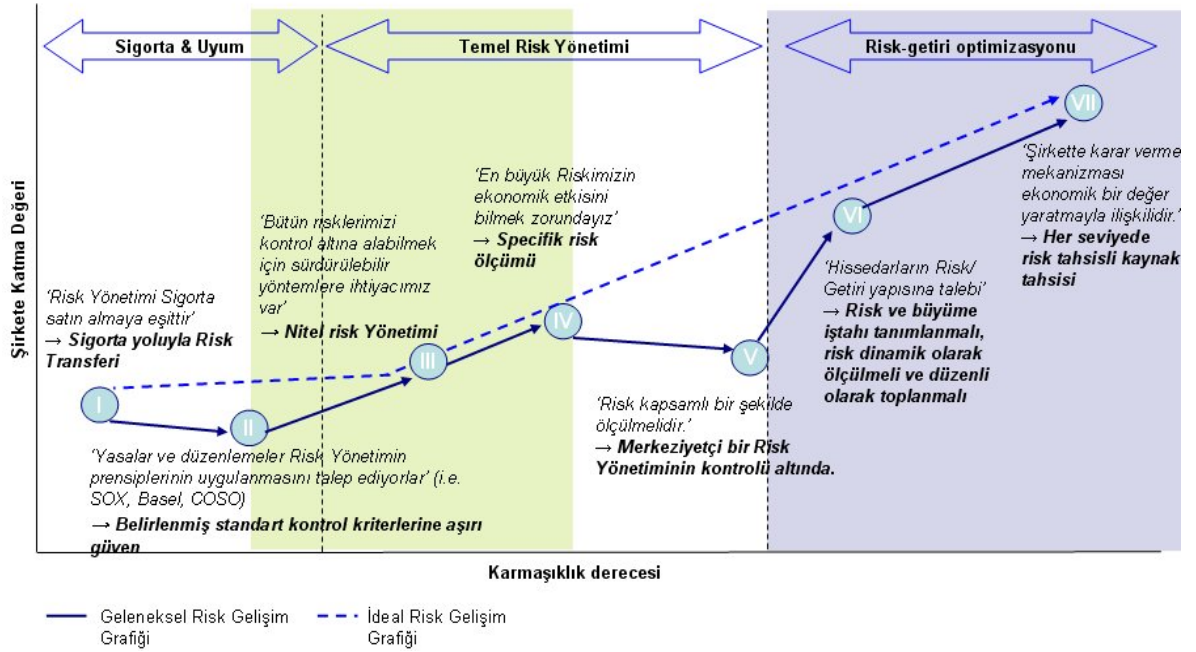 Sigorta & Uyum
Temel Risk Yönetimi
Risk-getiri optimizasyonu
Şirkete Katma Değeri
I
‘Risk Yönetimi Sigorta
satın almaya eşittir’
→ Sigorta yoluyla Risk
Transferi
II
‘Yasalar ve düzenlemeler Risk Yönetimin
prensiplerinin uygulanmasını talep ediyorlar’ (i.e.
SOX, Basel, COSO)
→ Belirlenmiş standart kontrol kriterlerine aşırı
güven
III
‘Bütün risklerimizi
kontrol altına alabilmek
için sürdürülebilir
yöntemlere ihtiyacımız
var’
→ Nitel risk Yönetimi
IV
‘En büyük Riskimizin
ekonomik etkisini
bilmek zorundayız’
→ Specifik risk
ölçümü
V
‘Risk kapsamlı bir şekilde
ölçülmelidir.’
→ Merkeziyetçi bir Risk
Yönetiminin kontrolü altında.
VI
‘Hissedarların Risk/
Getiri yapısına talebi’
→ Risk ve büyüme
iştahı tanımlanmalı,
risk dinamik olarak
ölçülmeli ve düzenli
olarak toplanmalı
VII
‘Şirkette karar verme
mekanizması
ekonomik bir değer
yaratmayla ilişkilidir.’
→ Her seviyede
risk tahsisli kaynak
tahsisi
Karmaşıklık derecesi
Geleneksel Risk Gelişim
Grafiği
İdeal Risk Gelişim
Grafiği